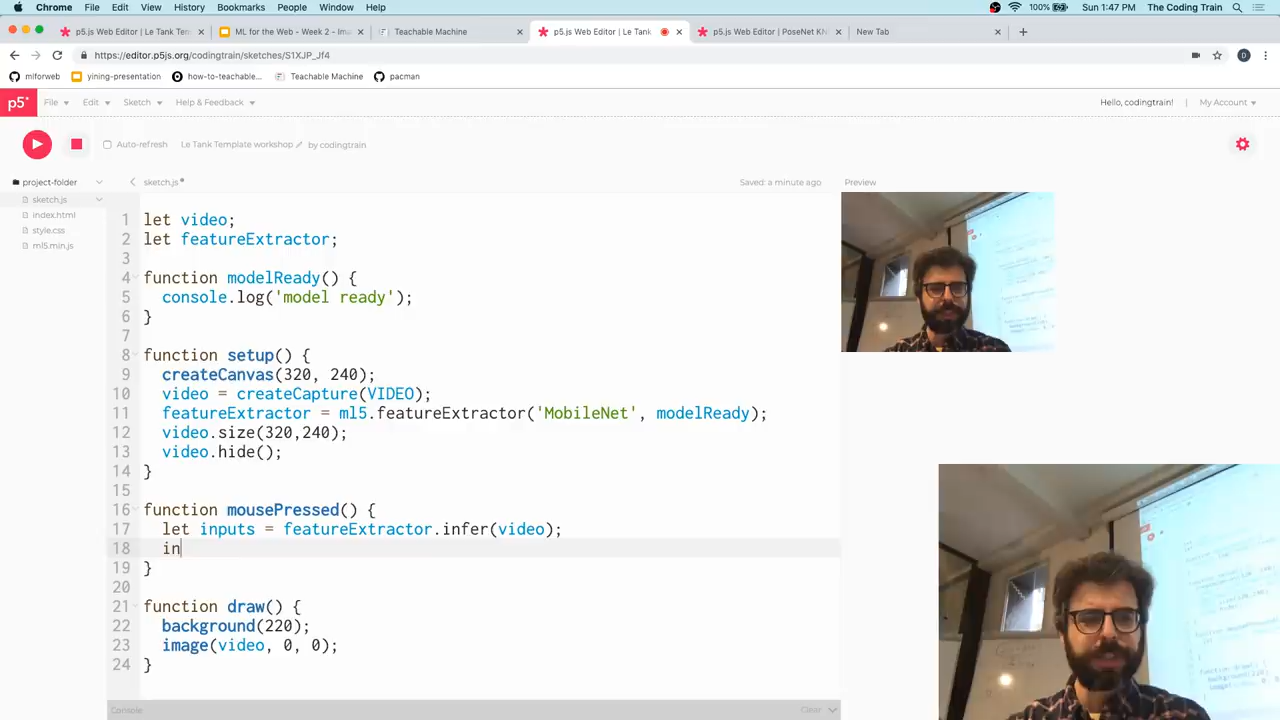 Chrome File Edit View History Bookmarks People Window Help 100% Sun 1:47 PM The Coding Train
p5.js Web Editor | Le Tank Tem × ML for the Web - Week 2 - Ima × Teachable Machine × p5.js Web Editor | Le Tank × p5.js Web Editor | PoseNet KN × New Tab × +
https://editor.p5js.org/codingtrain/sketches/S1XJP_Jf4
mlforweb yining-presentation how-to-teachable... Teachable Machine pacman
p5* File Edit Sketch Help & Feedback Hello, codingtrain! | My Account
Auto-refresh Le Tank Template workshop by codingtrain
project-folder sketch.js• Saved: a minute ago Preview
sketch.js
index.html
style.css
ml5.min.js
1 let video;
2 let featureExtractor;
3
4 function modelReady() {
5 console.log('model ready');
6 }
7
8 function setup() {
9 createCanvas(320, 240);
10 video = createCapture(VIDEO);
11 featureExtractor = ml5.featureExtractor('MobileNet', modelReady);
12 video.size(320,240);
13 video.hide();
14 }
15
16 function mousePressed() {
17 let inputs = featureExtractor.infer(video);
18 in
19 }
20
21 function draw() {
22 background(220);
23 image(video, 0, 0);
24 }
Console Clear